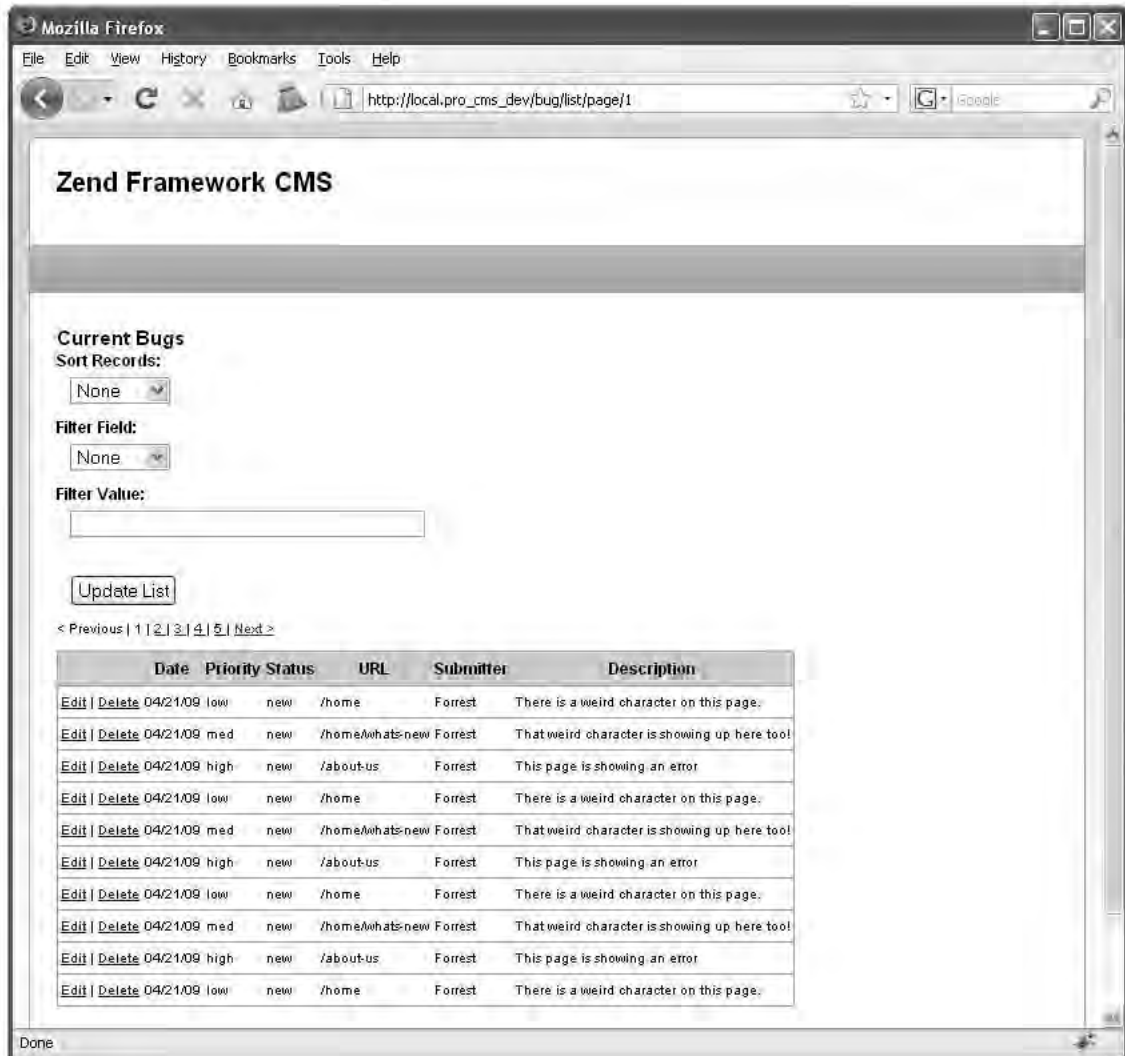 Mozilla Firefox
File Edit View History Bookmarks Tools Help
http://local.pro_cms_dev/bug/list/page/1
G Google
Zend Framework CMS
Current Bugs
Sort Records:
None
Filter Field:
None
Filter Value:
Update List
< Previous | 1 | 2 | 3 | 4 | 5 | Next >
Date Priority Status URL Submitter Description
Edit | Delete 04/21/09 low new /home Forrest There is a weird character on this page.
Edit | Delete 04/21/09 med new /home/whats-new Forrest That weird character is showing up here too!
Edit | Delete 04/21/09 high new /about-us Forrest This page is showing an error
Edit | Delete 04/21/09 low new /home Forrest There is a weird character on this page.
Edit | Delete 04/21/09 med new /home/whats-new Forrest That weird character is showing up here too!
Edit | Delete 04/21/09 high new /about-us Forrest This page is showing an error
Edit | Delete 04/21/09 low new /home Forrest There is a weird character on this page.
Edit | Delete 04/21/09 med new /home/whats-new Forrest That weird character is showing up here too!
Edit | Delete 04/21/09 high new /about-us Forrest This page is showing an error
Edit | Delete 04/21/09 low new /home Forrest There is a weird character on this page.
Done